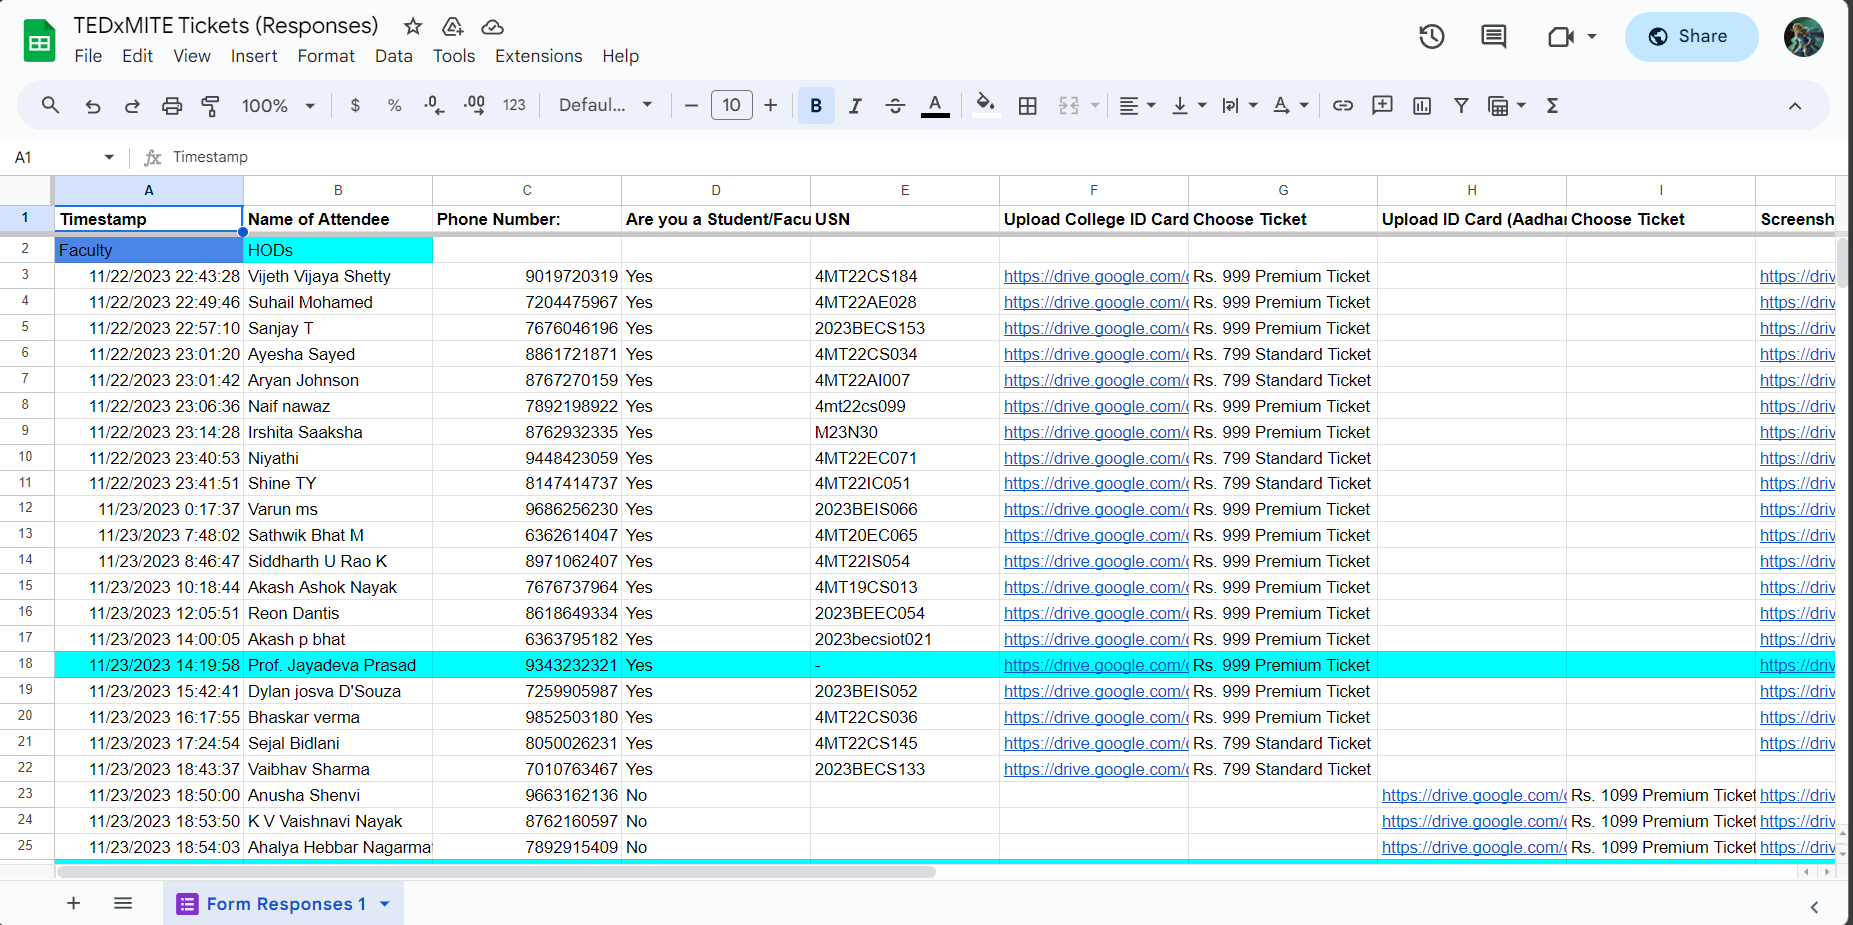 TEDxMITE Tickets (Responses)
File Edit View Insert Format Data Tools Extensions Help
Share
100% $ % .0 .00 123 Defaul... 10 B I S A
A1 fx Timestamp
A B C D E F G H I
1 Timestamp Name of Attendee Phone Number: Are you a Student/Facu USN Upload College ID Card Choose Ticket Upload ID Card (Aadhar Choose Ticket Screensh
2 Faculty HODs
3 11/22/2023 22:43:28 Vijeth Vijaya Shetty 9019720319 Yes 4MT22CS184 https://drive.google.com/ Rs. 999 Premium Ticket https://driv
4 11/22/2023 22:49:46 Suhail Mohamed 7204475967 Yes 4MT22AE028 https://drive.google.com/ Rs. 999 Premium Ticket https://driv
5 11/22/2023 22:57:10 Sanjay T 7676046196 Yes 2023BECS153 https://drive.google.com/ Rs. 999 Premium Ticket https://driv
6 11/22/2023 23:01:20 Ayesha Sayed 8861721871 Yes 4MT22CS034 https://drive.google.com/ Rs. 799 Standard Ticket https://driv
7 11/22/2023 23:01:42 Aryan Johnson 8767270159 Yes 4MT22AI007 https://drive.google.com/ Rs. 799 Standard Ticket https://driv
8 11/22/2023 23:06:36 Naif nawaz 7892198922 Yes 4mt22cs099 https://drive.google.com/ Rs. 999 Premium Ticket https://driv
9 11/22/2023 23:14:28 Irshita Saaksha 8762932335 Yes M23N30 https://drive.google.com/ Rs. 999 Premium Ticket https://driv
10 11/22/2023 23:40:53 Niyathi 9448423059 Yes 4MT22EC071 https://drive.google.com/ Rs. 799 Standard Ticket https://driv
11 11/22/2023 23:41:51 Shine TY 8147414737 Yes 4MT22IC051 https://drive.google.com/ Rs. 799 Standard Ticket https://driv
12 11/23/2023 0:17:37 Varun ms 9686256230 Yes 2023BEIS066 https://drive.google.com/ Rs. 999 Premium Ticket https://driv
13 11/23/2023 7:48:02 Sathwik Bhat M 6362614047 Yes 4MT20EC065 https://drive.google.com/ Rs. 999 Premium Ticket https://driv
14 11/23/2023 8:46:47 Siddharth U Rao K 8971062407 Yes 4MT22IS054 https://drive.google.com/ Rs. 999 Premium Ticket https://driv
15 11/23/2023 10:18:44 Akash Ashok Nayak 7676737964 Yes 4MT19CS013 https://drive.google.com/ Rs. 999 Premium Ticket https://driv
16 11/23/2023 12:05:51 Reon Dantis 8618649334 Yes 2023BEEC054 https://drive.google.com/ Rs. 999 Premium Ticket https://driv
17 11/23/2023 14:00:05 Akash p bhat 6363795182 Yes 2023becsiot021 https://drive.google.com/ Rs. 999 Premium Ticket https://driv
18 11/23/2023 14:19:58 Prof. Jayadeva Prasad 9343232321 Yes - https://drive.google.com/ Rs. 999 Premium Ticket https://driv
19 11/23/2023 15:42:41 Dylan josva D'Souza 7259905987 Yes 2023BEIS052 https://drive.google.com/ Rs. 999 Premium Ticket https://driv
20 11/23/2023 16:17:55 Bhaskar verma 9852503180 Yes 4MT22CS036 https://drive.google.com/ Rs. 999 Premium Ticket https://driv
21 11/23/2023 17:24:54 Sejal Bidlani 8050026231 Yes 4MT22CS145 https://drive.google.com/ Rs. 799 Standard Ticket https://driv
22 11/23/2023 18:43:37 Vaibhav Sharma 7010763467 Yes 2023BECS133 https://drive.google.com/ Rs. 799 Standard Ticket
23 11/23/2023 18:50:00 Anusha Shenvi 9663162136 No https://drive.google.com/ Rs. 1099 Premium Ticket https://driv
24 11/23/2023 18:53:50 K V Vaishnavi Nayak 8762160597 No https://drive.google.com/ Rs. 1099 Premium Ticket https://driv
25 11/23/2023 18:54:03 Ahalya Hebbar Nagarma 7892915409 No https://drive.google.com/ Rs. 1099 Premium Ticket https://driv
Form Responses 1